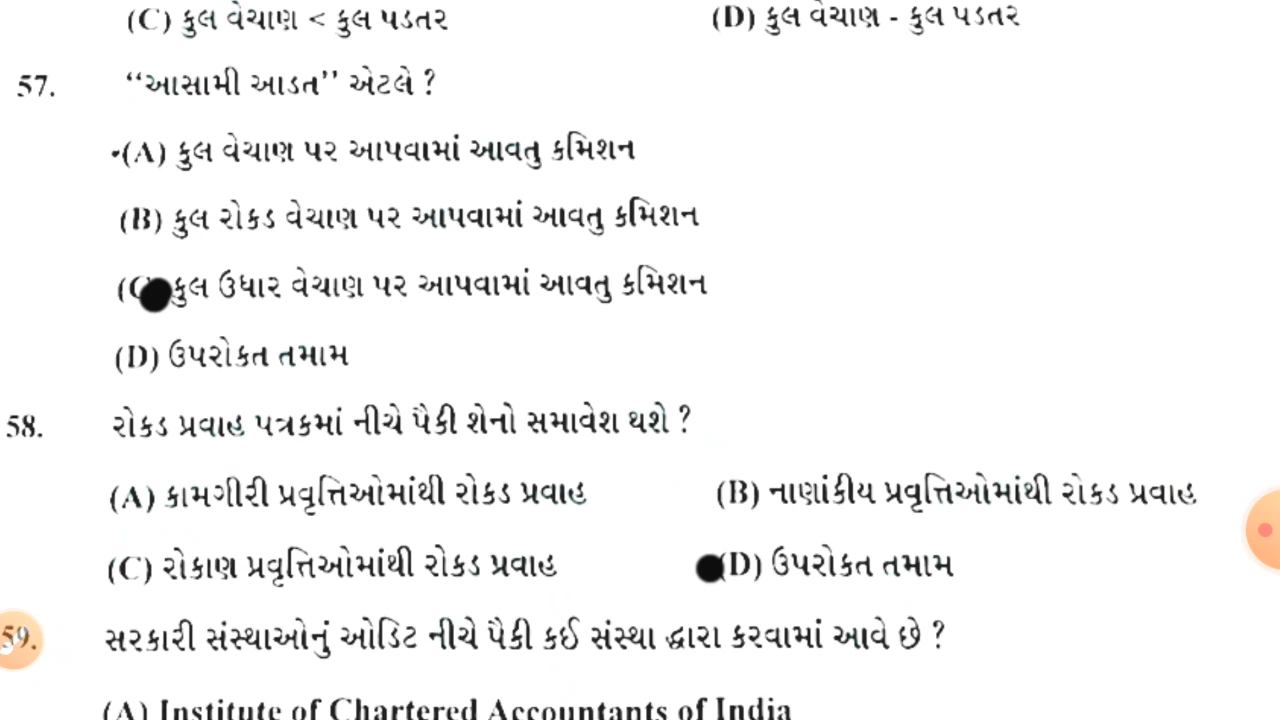 (C) કુલ વેચાણ < કુલ પડતર (D) કુલ વેચાણ - કુલ પડતર
57. “આસામી આડત” એટલે ?
(A) કુલ વેચાણ પર આપવામાં આવતુ કમિશન
(B) કુલ રોકડ વેચાણ પર આપવામાં આવતુ કમિશન
(C કુલ ઉધાર વેચાણ પર આપવામાં આવતુ કમિશન
(D) ઉપરોકત તમામ
58. રોકડ પ્રવાહ પત્રકમાં નીચે પૈકી શેનો સમાવેશ થશે ?
(A) કામગીરી પ્રવૃત્તિઓમાંથી રોકડ પ્રવાહ (B) નાણાંકીય પ્રવૃત્તિઓમાંથી રોકડ પ્રવાહ
(C) રોકાણ પ્રવૃત્તિઓમાંથી રોકડ પ્રવાહ (D) ઉપરોકત તમામ
59. સરકારી સંસ્થાઓનું ઓડિટ નીચે પૈકી કઈ સંસ્થા દ્વારા કરવામાં આવે છે ?
(A) Institute of Chartered Accountants of India